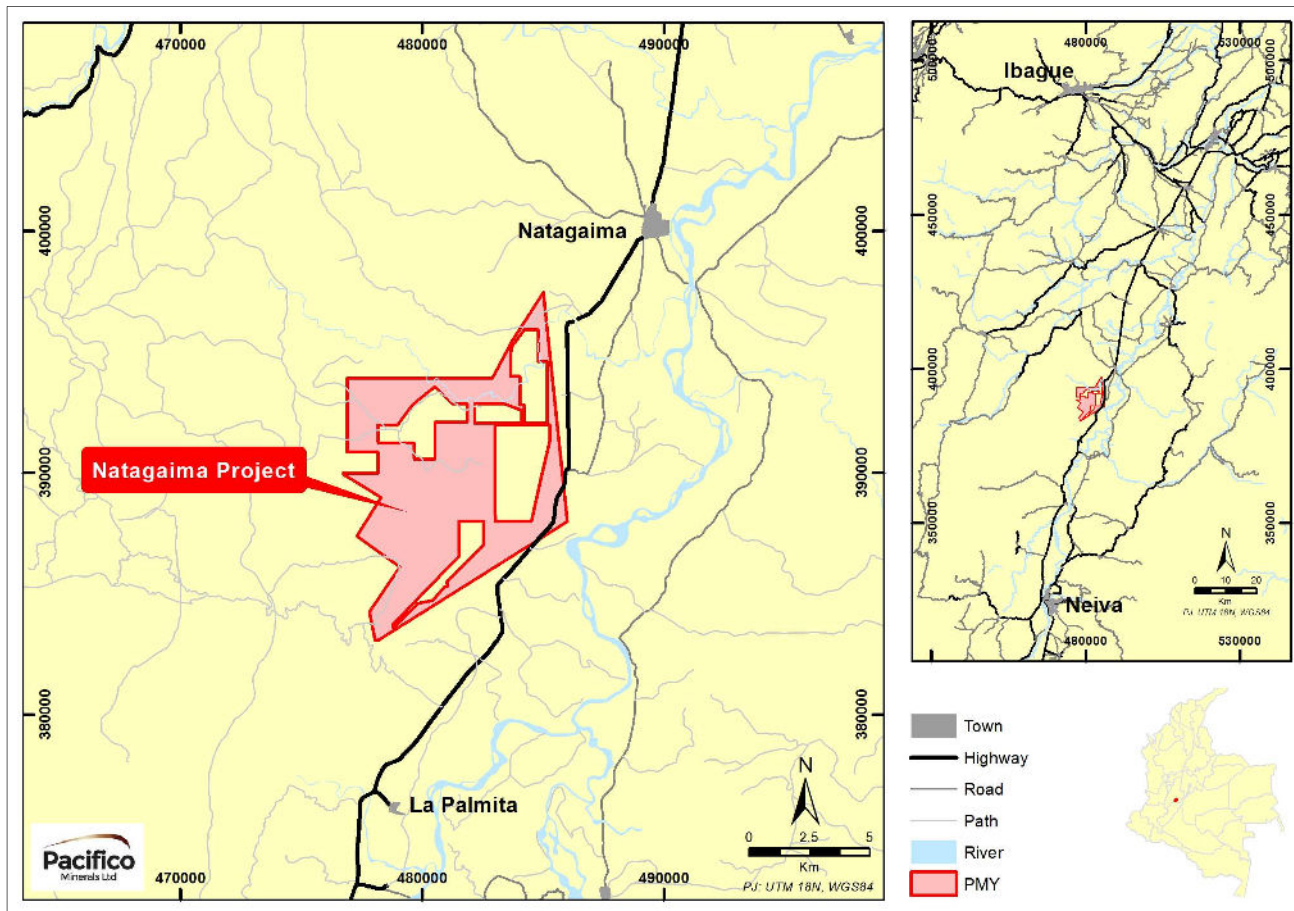 470000
480000
490000
400000
400000
390000
390000
380000
380000
470000
480000
490000
Natagaima
Natagaima Project
La Palmita
N
0 2.5 5
Km
PJ: UTM 18N, WGS84
Pacifico
Minerals Ltd
480000
530000
500000
500000
450000
450000
400000
400000
350000
350000
480000
530000
Ibague
Neiva
N
0 10 20
Km
PJ: UTM 18N, WGS84
Town
Highway
Road
Path
River
PMY